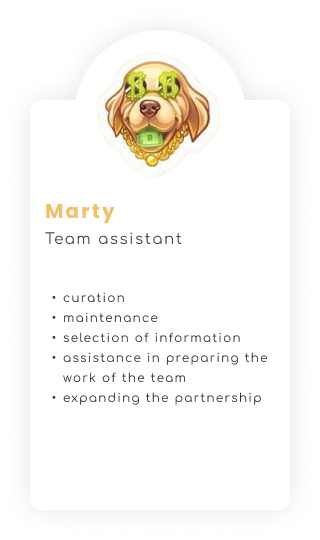 Marty
Team assistant
• curation
• maintenance
• selection of information
• assistance in preparing the
work of the team
• expanding the partnership